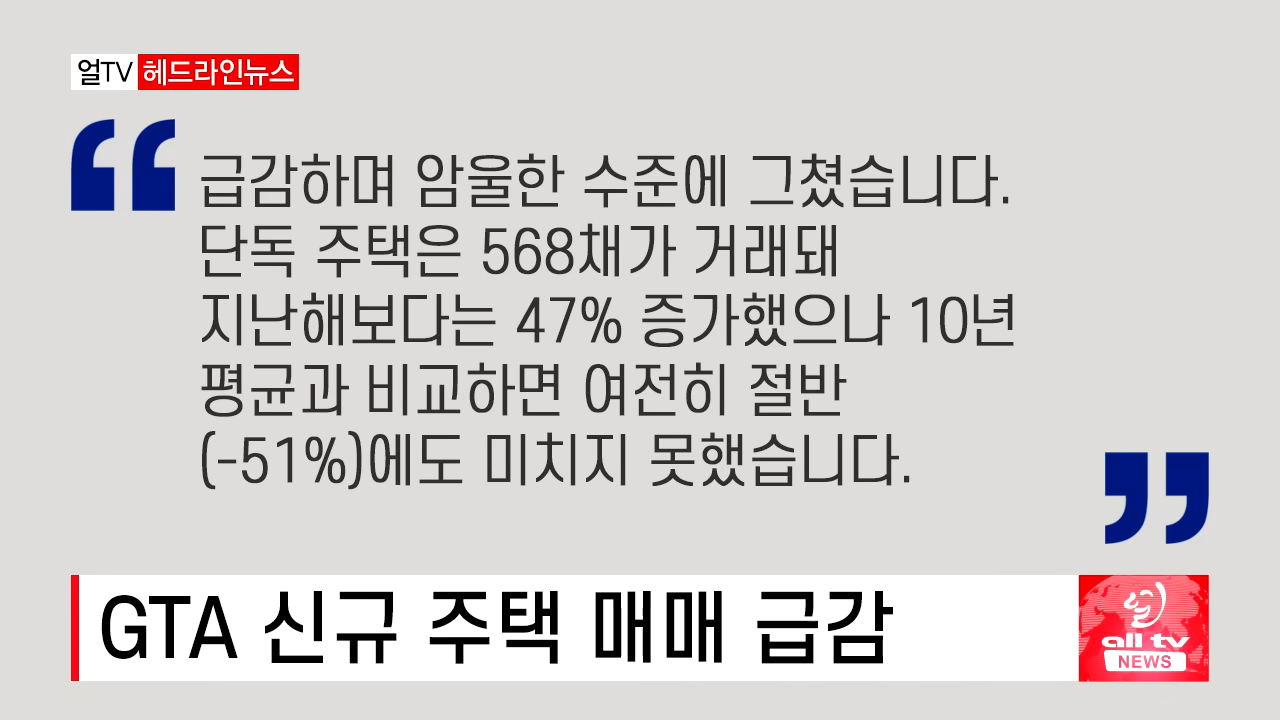 얼TV 헤드라인뉴스
급감하며 암울한 수준에 그쳤습니다.
단독 주택은 568채가 거래돼
지난해보다는 47% 증가했으나 10년
평균과 비교하면 여전히 절반
(-51%)에도 미치지 못했습니다.
GTA 신규 주택 매매 급감
얼
all tv
NEWS